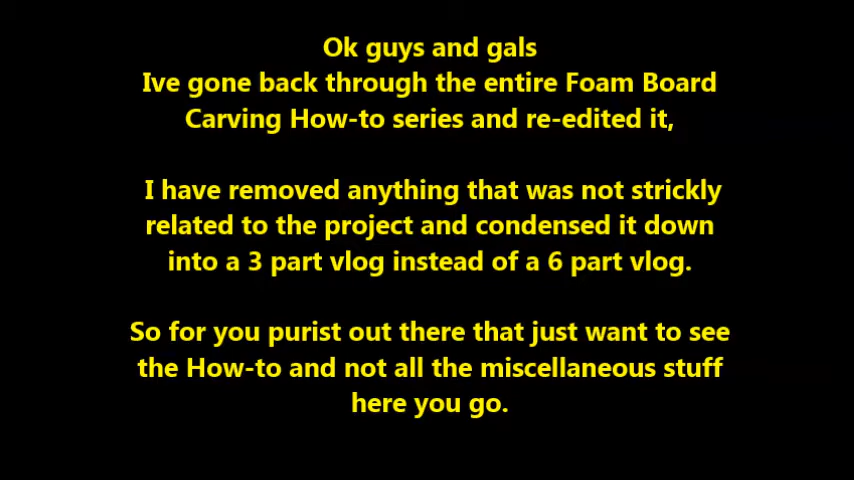 Ok guys and gals
Ive gone back through the entire Foam Board
Carving How-to series and re-edited it,
I have removed anything that was not strickly
related to the project and condensed it down
into a 3 part vlog instead of a 6 part vlog.
So for you purist out there that just want to see
the How-to and not all the miscellaneous stuff
here you go.